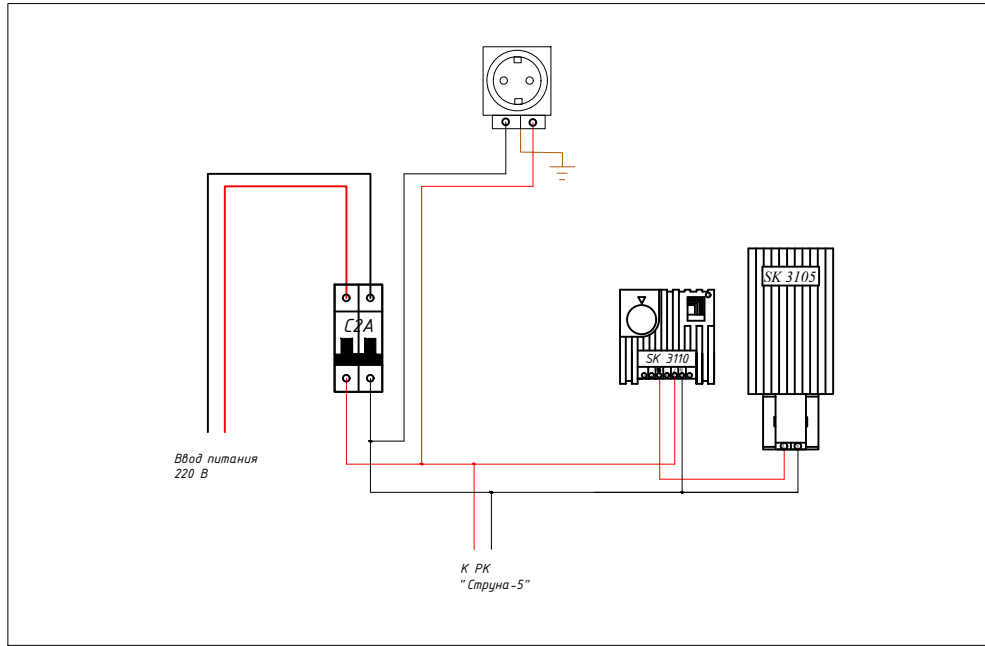 SK 3105
C2A
SK 3110
Ввод питания
220 В
К РК
"Струна-5"